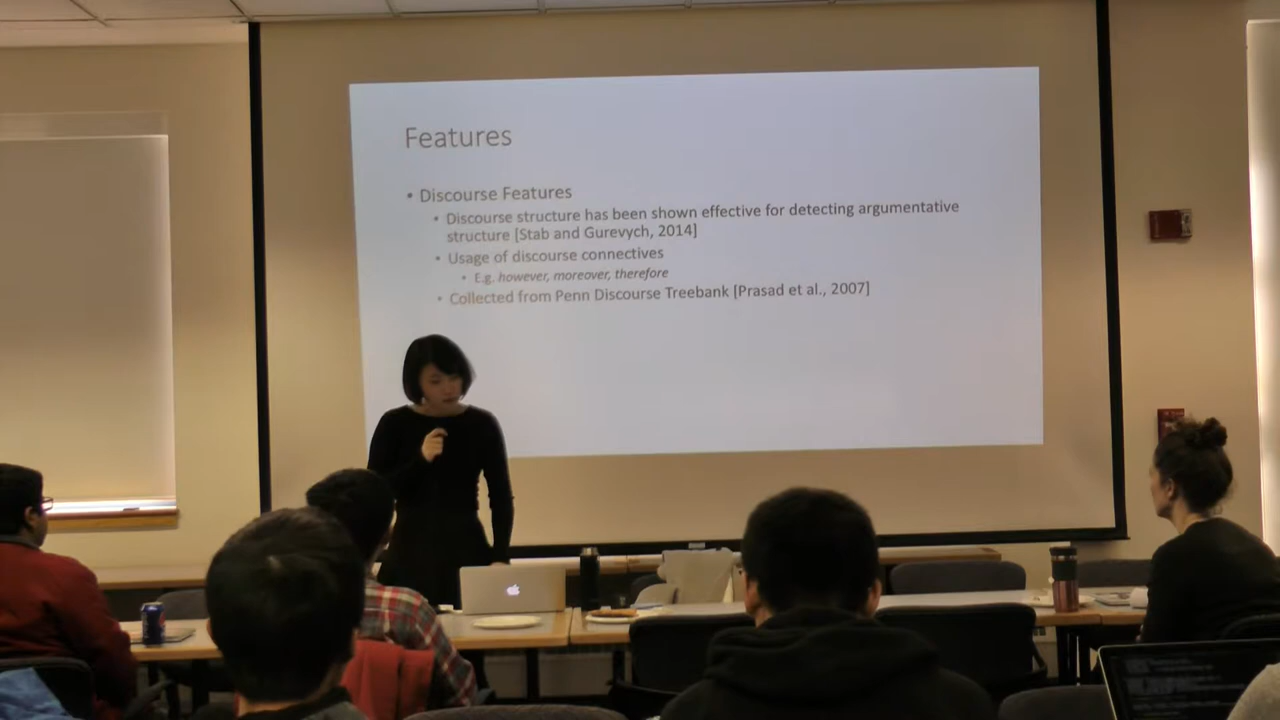 Features
• Discourse Features
• Discourse structure has been shown effective for detecting argumentative
structure [Stab and Gurevych, 2014]
• Usage of discourse connectives
• E.g. however, moreover, therefore
• Collected from Penn Discourse Treebank [Prasad et al., 2007]